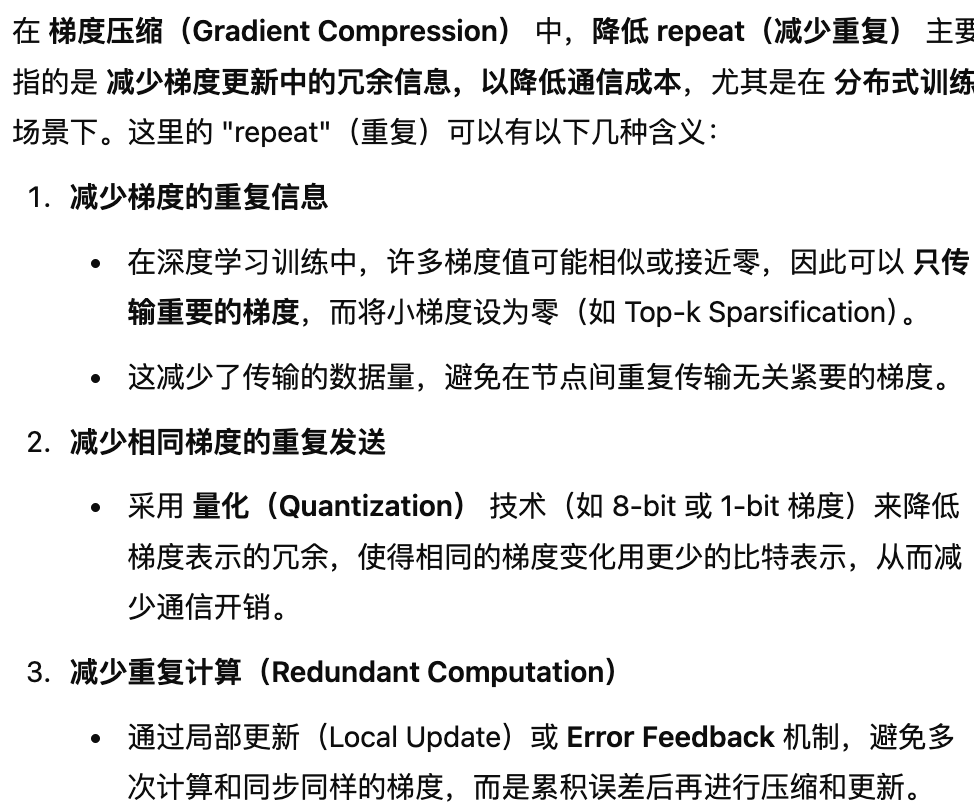 在 梯度压缩（Gradient Compression） 中，降低 repeat（减少重复） 主要
指的是 减少梯度更新中的冗余信息，以降低通信成本，尤其是在 分布式训练
场景下。这里的 "repeat"（重复）可以有以下几种含义：
1. 减少梯度的重复信息
• 在深度学习训练中，许多梯度值可能相似或接近零，因此可以 只传
输重要的梯度，而将小梯度设为零（如 Top-k Sparsification）。
• 这减少了传输的数据量，避免在节点间重复传输无关紧要的梯度。
2. 减少相同梯度的重复发送
• 采用 量化（Quantization） 技术（如 8-bit 或 1-bit 梯度）来降低
梯度表示的冗余，使得相同的梯度变化用更少的比特表示，从而减
少通信开销。
3. 减少重复计算（Redundant Computation）
• 通过局部更新（Local Update）或 Error Feedback 机制，避免多
次计算和同步同样的梯度，而是累积误差后再进行压缩和更新。